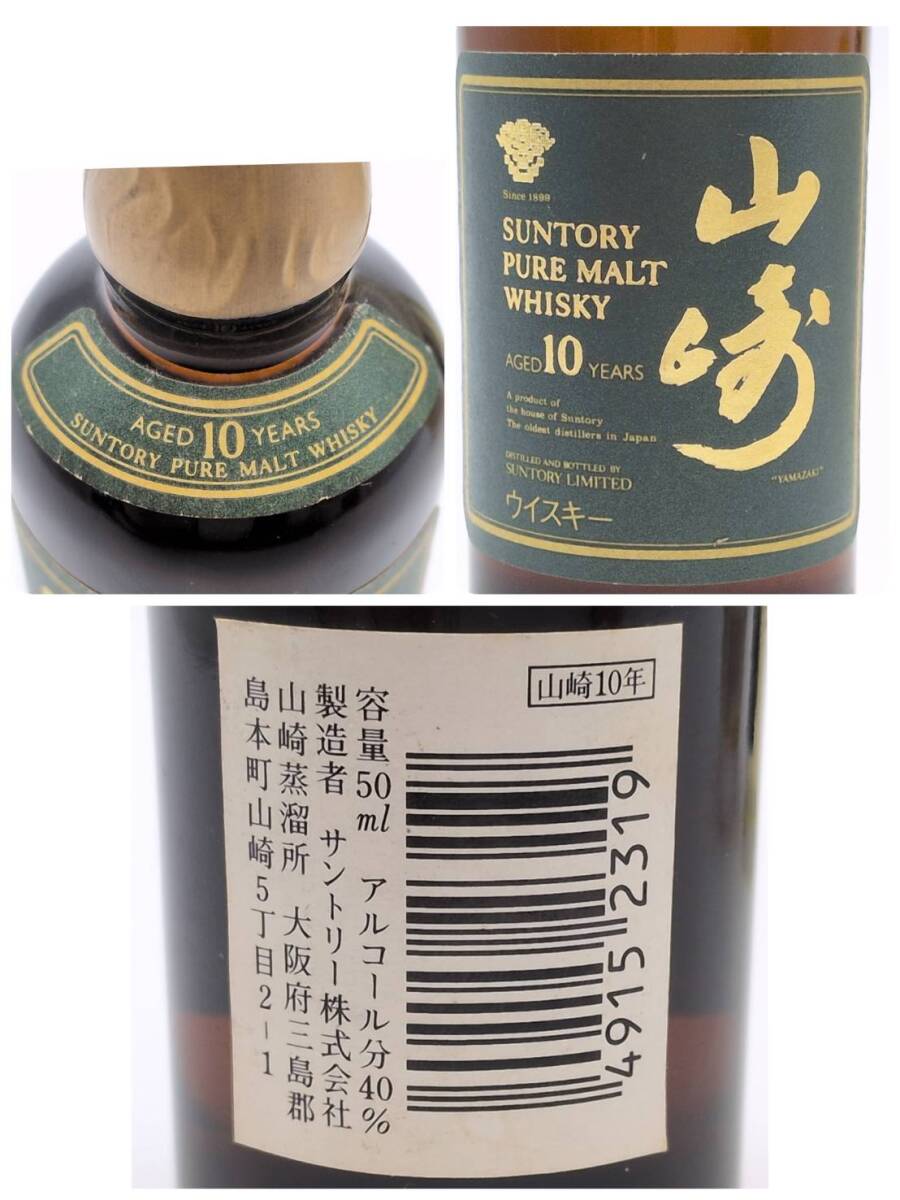 AGED 10 YEARS
SUNTORY PURE MALT WHISKY
Since 1899
SUNTORY
PURE MALT
WHISKY
AGED 10 YEARS
A product of
the house of Suntory
The oldest distillers in Japan
DISTILLED AND BOTTLED BY
SUNTORY LIMITED
ウイスキー
山崎
"YAMAZAKI"
山崎10年
容量50ml アルコール分40%
製造者 サントリー株式会社
山崎蒸溜所 大阪府三島郡
島本町山崎5丁目2-1
4915 2319